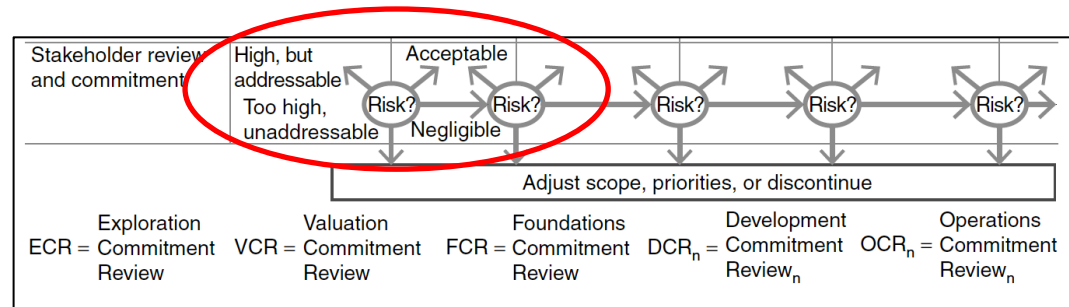 Stakeholder review
and commitment
High, but
addressable
Too high,
unaddressable
Acceptable
Negligible
Risk?
Risk?
Risk?
Risk?
Risk?
Adjust scope, priorities, or discontinue
ECR = Exploration
Commitment
Review
VCR = Valuation
Commitment
Review
FCR = Foundations
Commitment
Review
DCRn = Development
Commitment
Reviewn
OCRn = Operations
Commitment
Reviewn